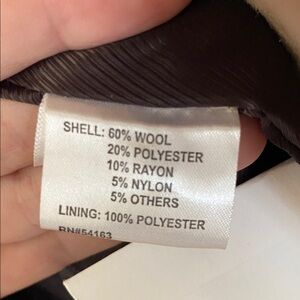 SHELL: 60% WOOL
20% POLYESTER
10% RAYON
5% NYLON
5% OTHERS
LINING: 100% POLYESTER
RN#54163